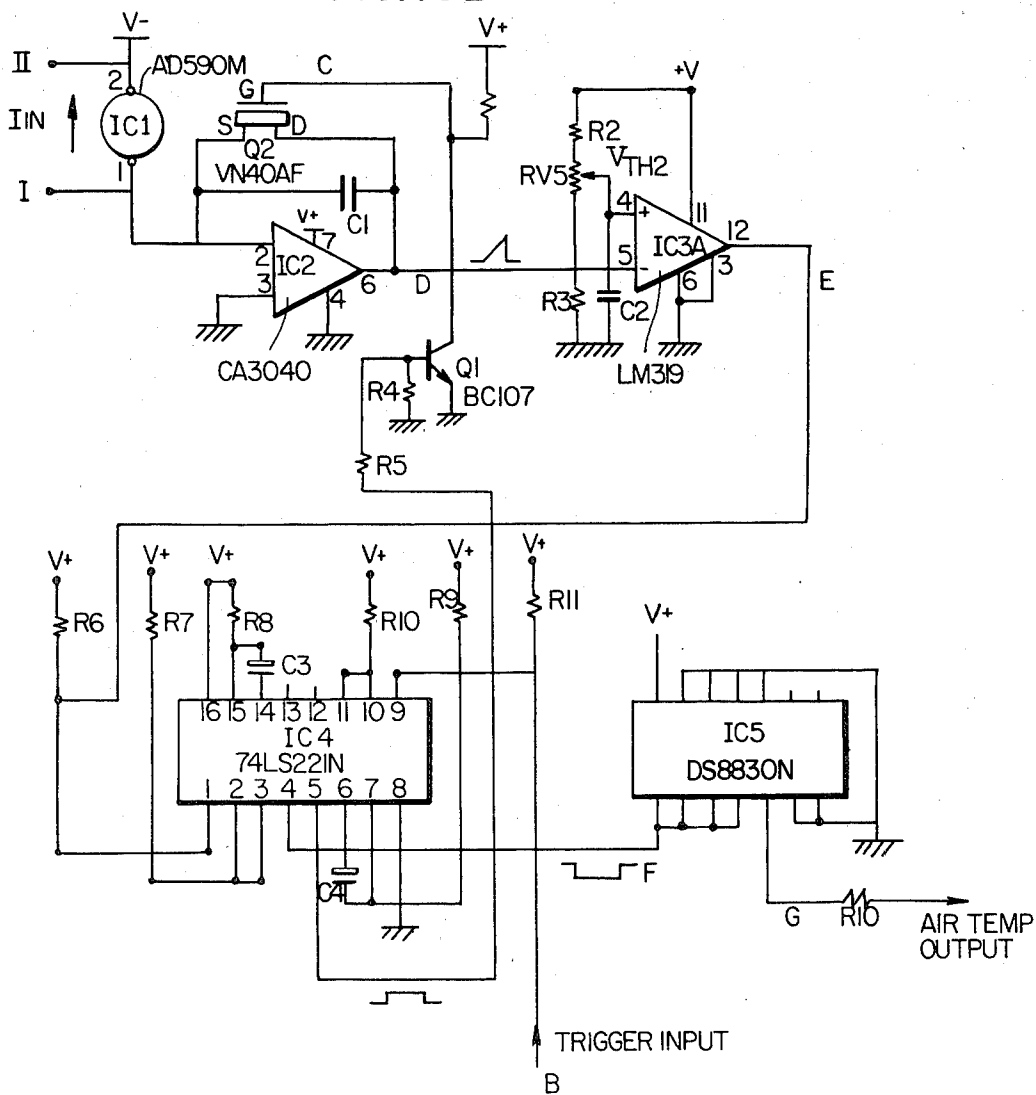 V-
V+
II
2
AD590M
C
+V
G
IIN
IC1
S
D
R2
Q2
VTH2
VN40AF
RV5
1
I
C1
4
+
11
V+
7
12
IC3A
2
IC2
5
-
3
3
6
D
6
E
4
R3
C2
CA3040
Q1
LM319
R4
BC107
R5
V+
V+
V+
V+
V+
V+
R6
R7
R8
R10
R9
R11
V+
C3
16 15 14 13 12 11 10 9
IC4
IC5
74LS221N
DS8830N
1 2 3 4 5 6 7 8
C4
F
G
R10
AIR TEMP
OUTPUT
TRIGGER INPUT
B